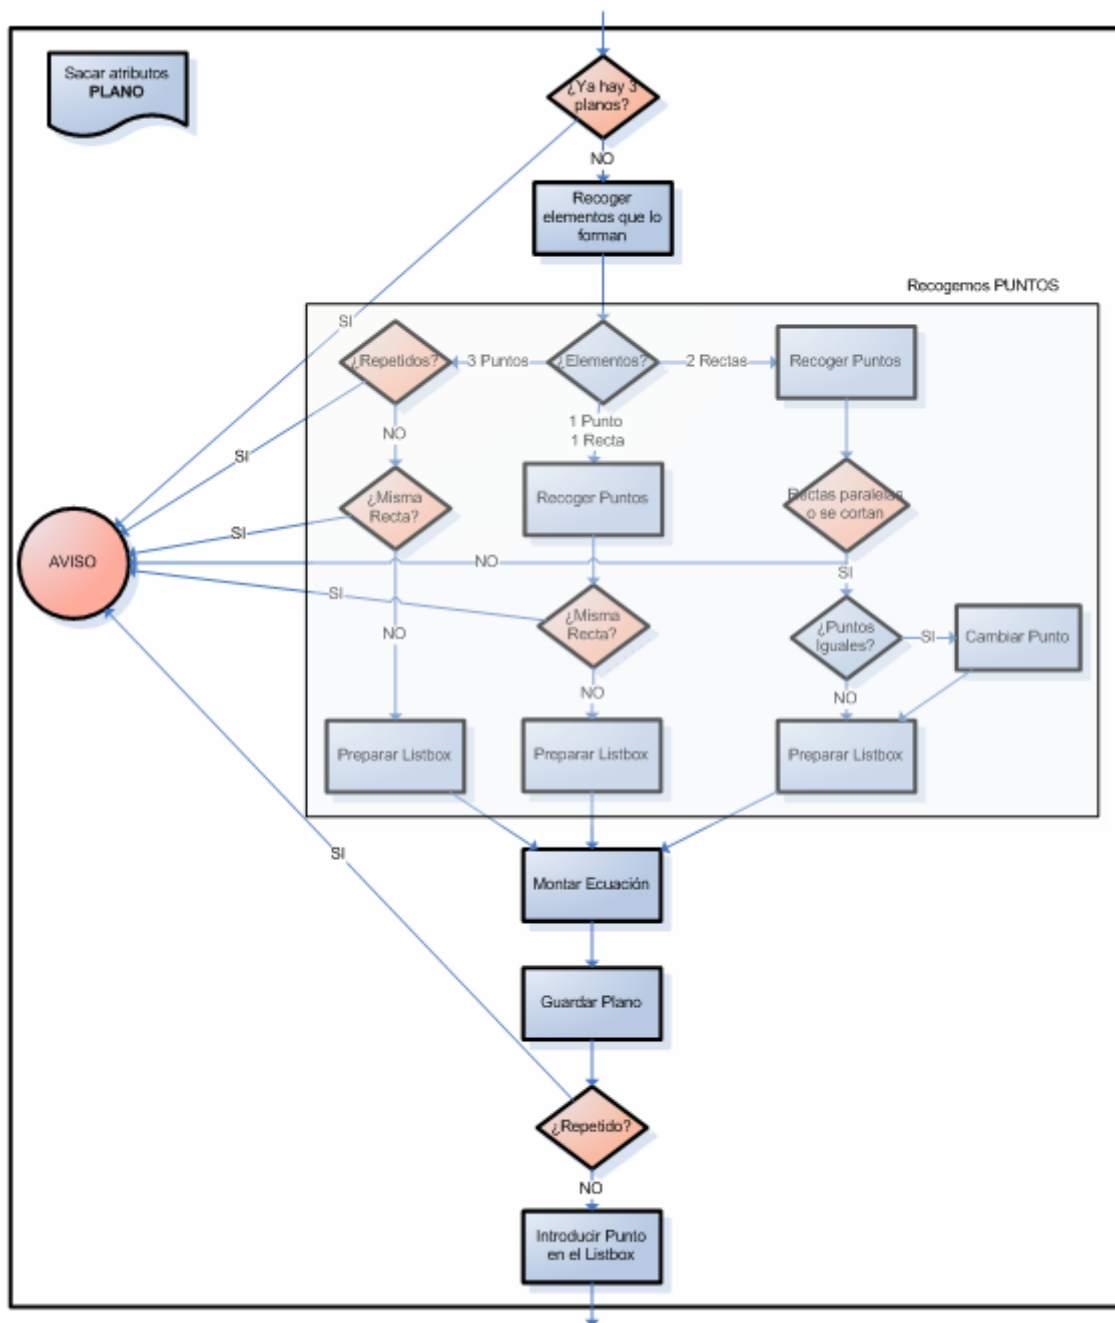 Sacar atributos
PLANO
¿Ya hay 3
planos?
NO
Recoger
elementos que lo
forman
Recogemos PUNTOS
SI
¿Repetidos?
3 Puntos
¿Elementos?
2 Rectas
Recoger Puntos
NO
1 Punto
1 Recta
SI
¿Misma
Recta?
Recoger Puntos
Rectas paralelas
o se cortan
SI
AVISO
NO
SI
SI
¿Misma
Recta?
NO
¿Puntos
Iguales?
SI
Cambiar Punto
NO
NO
Preparar Listbox
Preparar Listbox
Preparar Listbox
SI
Montar Ecuación
Guardar Plano
¿Repetido?
NO
Introducir Punto
en el Listbox